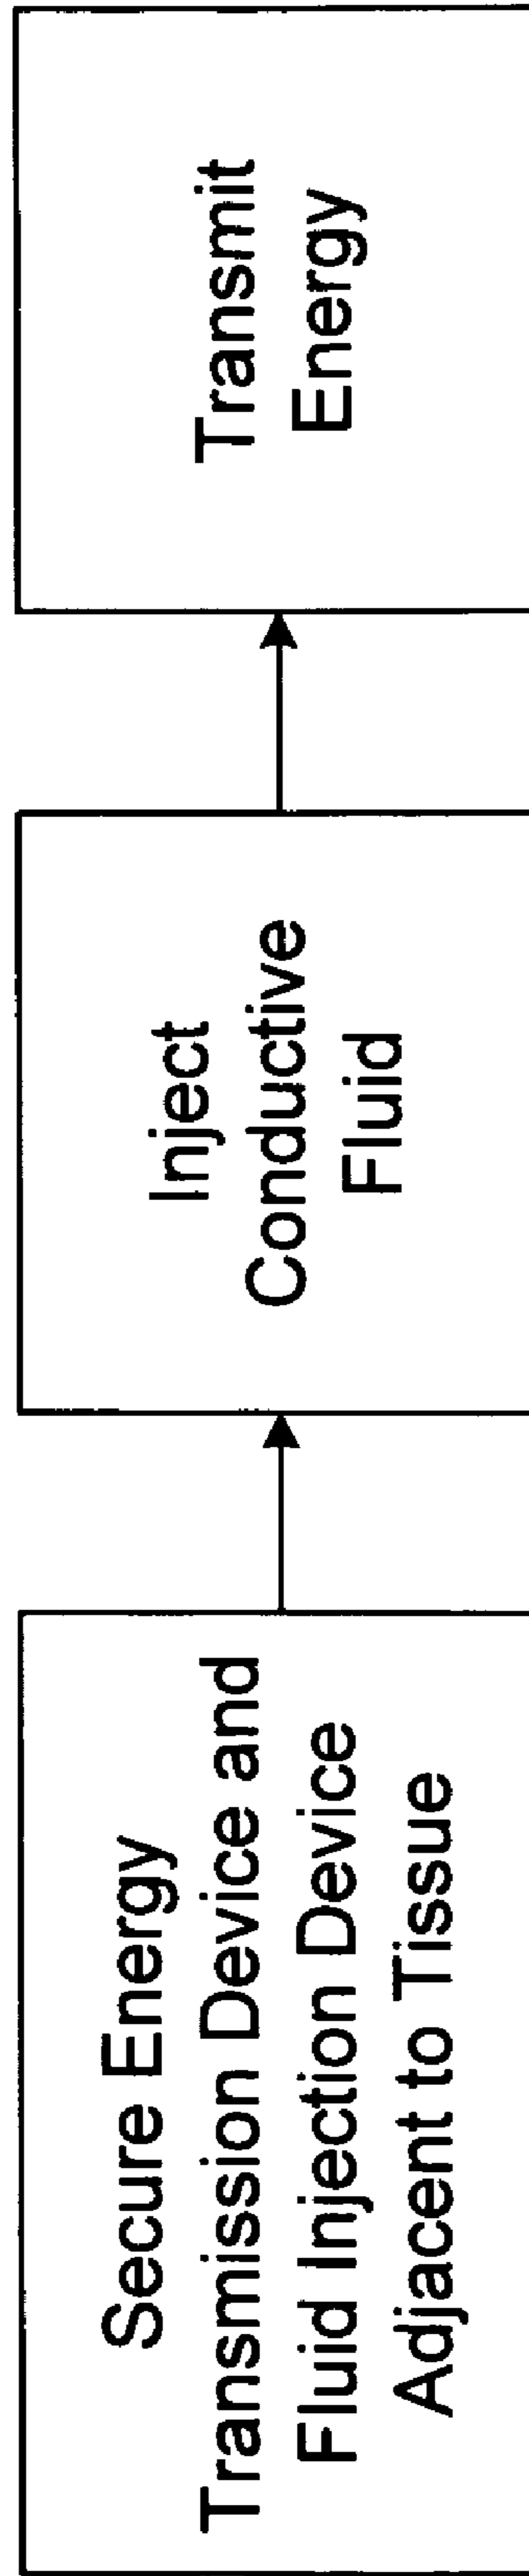 Secure Energy
Transmission Device and
Fluid Injection Device
Adjacent to Tissue
Inject
Conductive
Fluid
Transmit
Energy